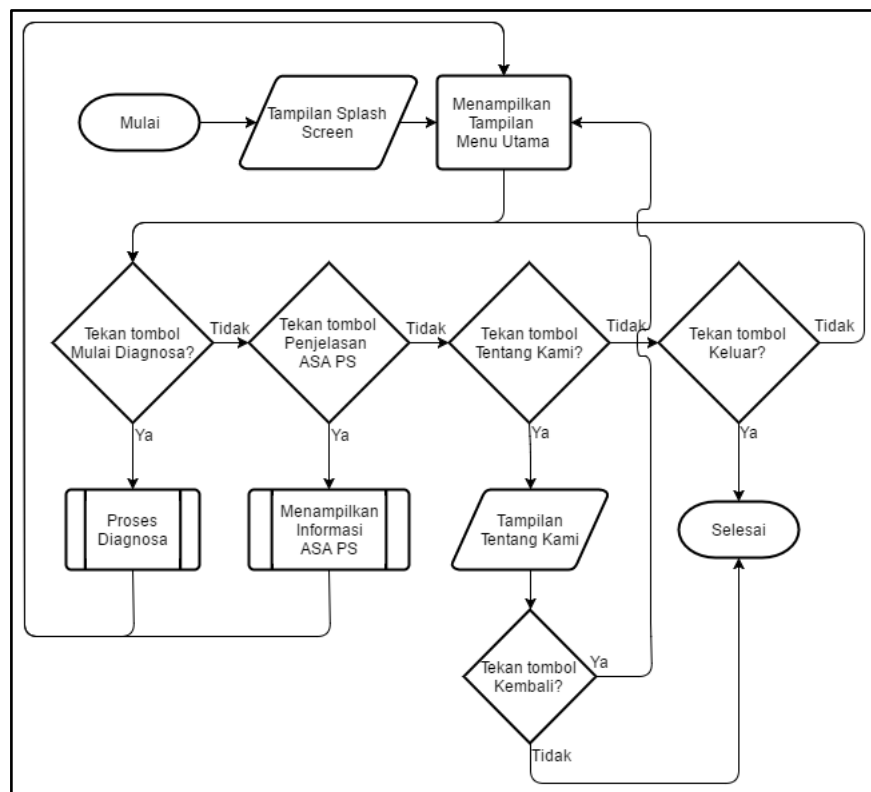 Mulai
Tampilan Splash
Screen
Menampilkan
Tampilan
Menu Utama
Tekan tombol
Mulai Diagnosa?
Tidak
Tekan tombol
Penjelasan
ASA PS
Tidak
Tekan tombol
Tentang Kami?
Tidak
Tekan tombol
Keluar?
Tidak
Ya
Ya
Ya
Ya
Proses
Diagnosa
Menampilkan
Informasi
ASA PS
Tampilan
Tentang Kami
Selesai
Tekan tombol
Kembali?
Ya
Tidak